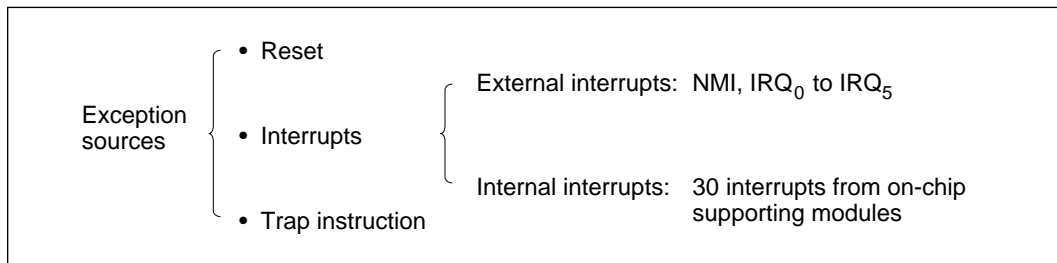 Exception
sources
• Reset
• Interrupts
• Trap instruction
External interrupts: NMI, IRQ0 to IRQ5
Internal interrupts: 30 interrupts from on-chip
supporting modules